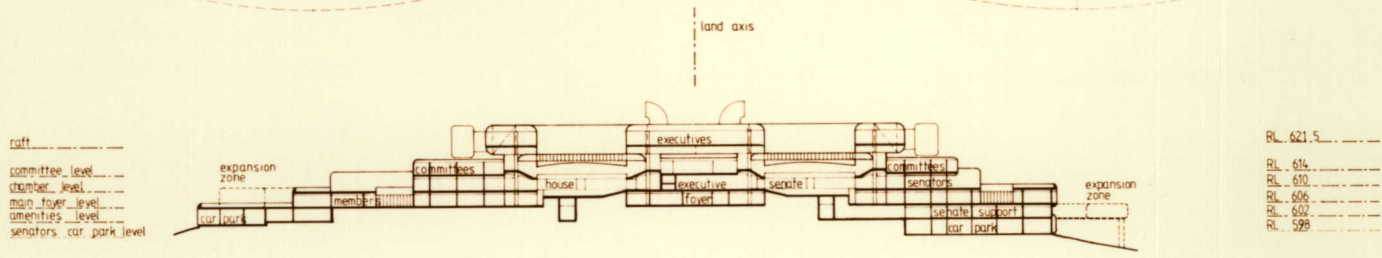 land axis
raft
executives
RL 621.5
committee level
expansion
zone
committees
committees
RL 614
chamber level
house
executive
senate
senators
expansion
zone
RL 610
main foyer level
members
foyer
RL 606
amenities level
car park
senate support
RL 602
senators car park level
car park
RL 598